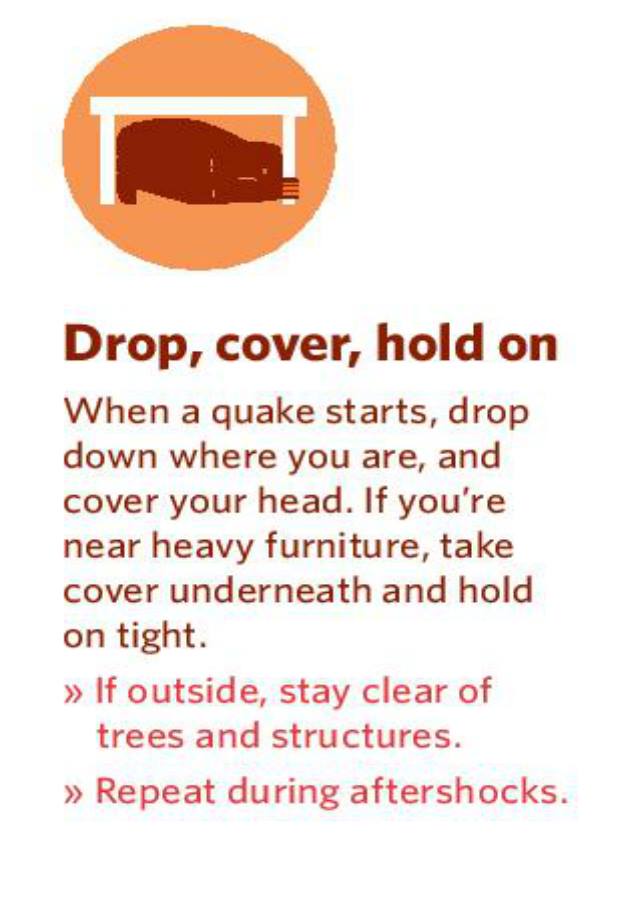 Drop, cover, hold on
When a quake starts, drop
down where you are, and
cover your head. If you’re
near heavy furniture, take
cover underneath and hold
on tight.
» If outside, stay clear of
trees and structures.
» Repeat during aftershocks.